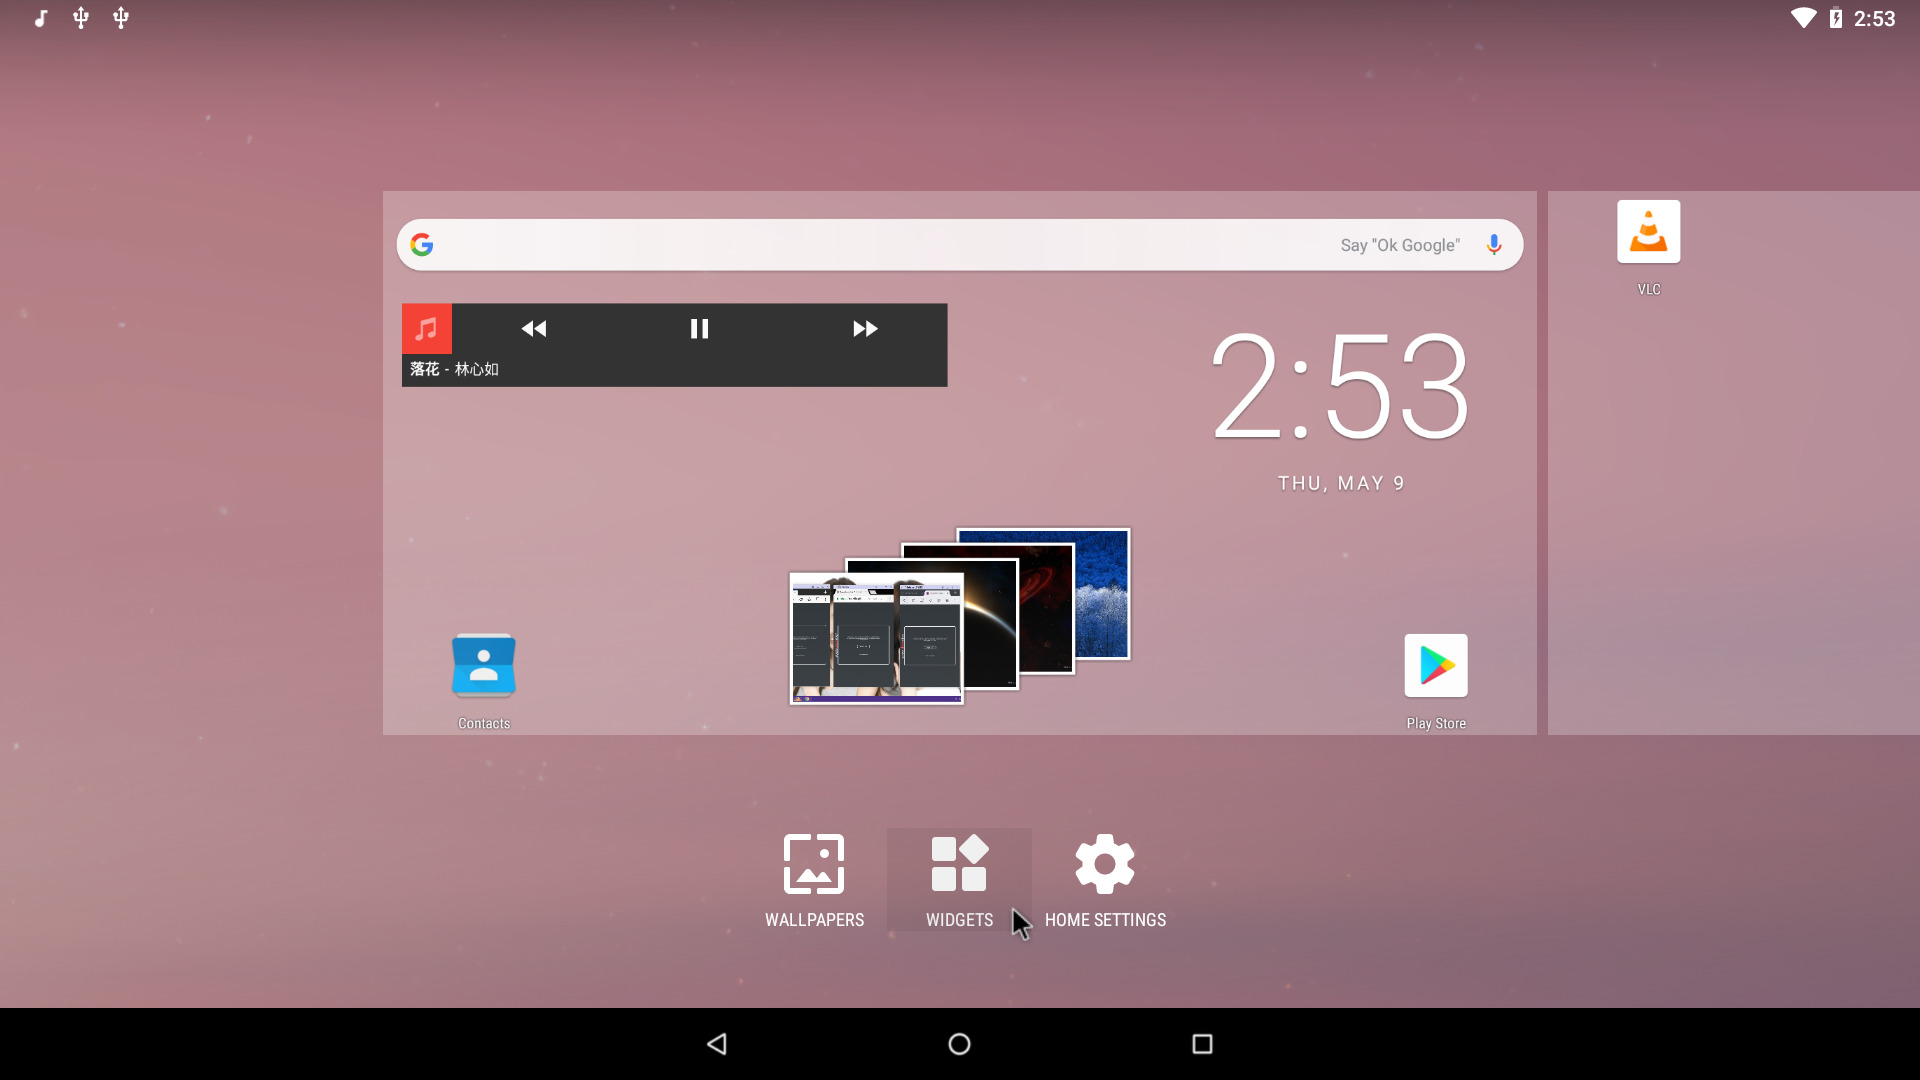 2:53
Say "Ok Google"
VLC
落花 - 林心如
2:53
THU, MAY 9
Contacts
Play Store
WALLPAPERS
WIDGETS
HOME SETTINGS